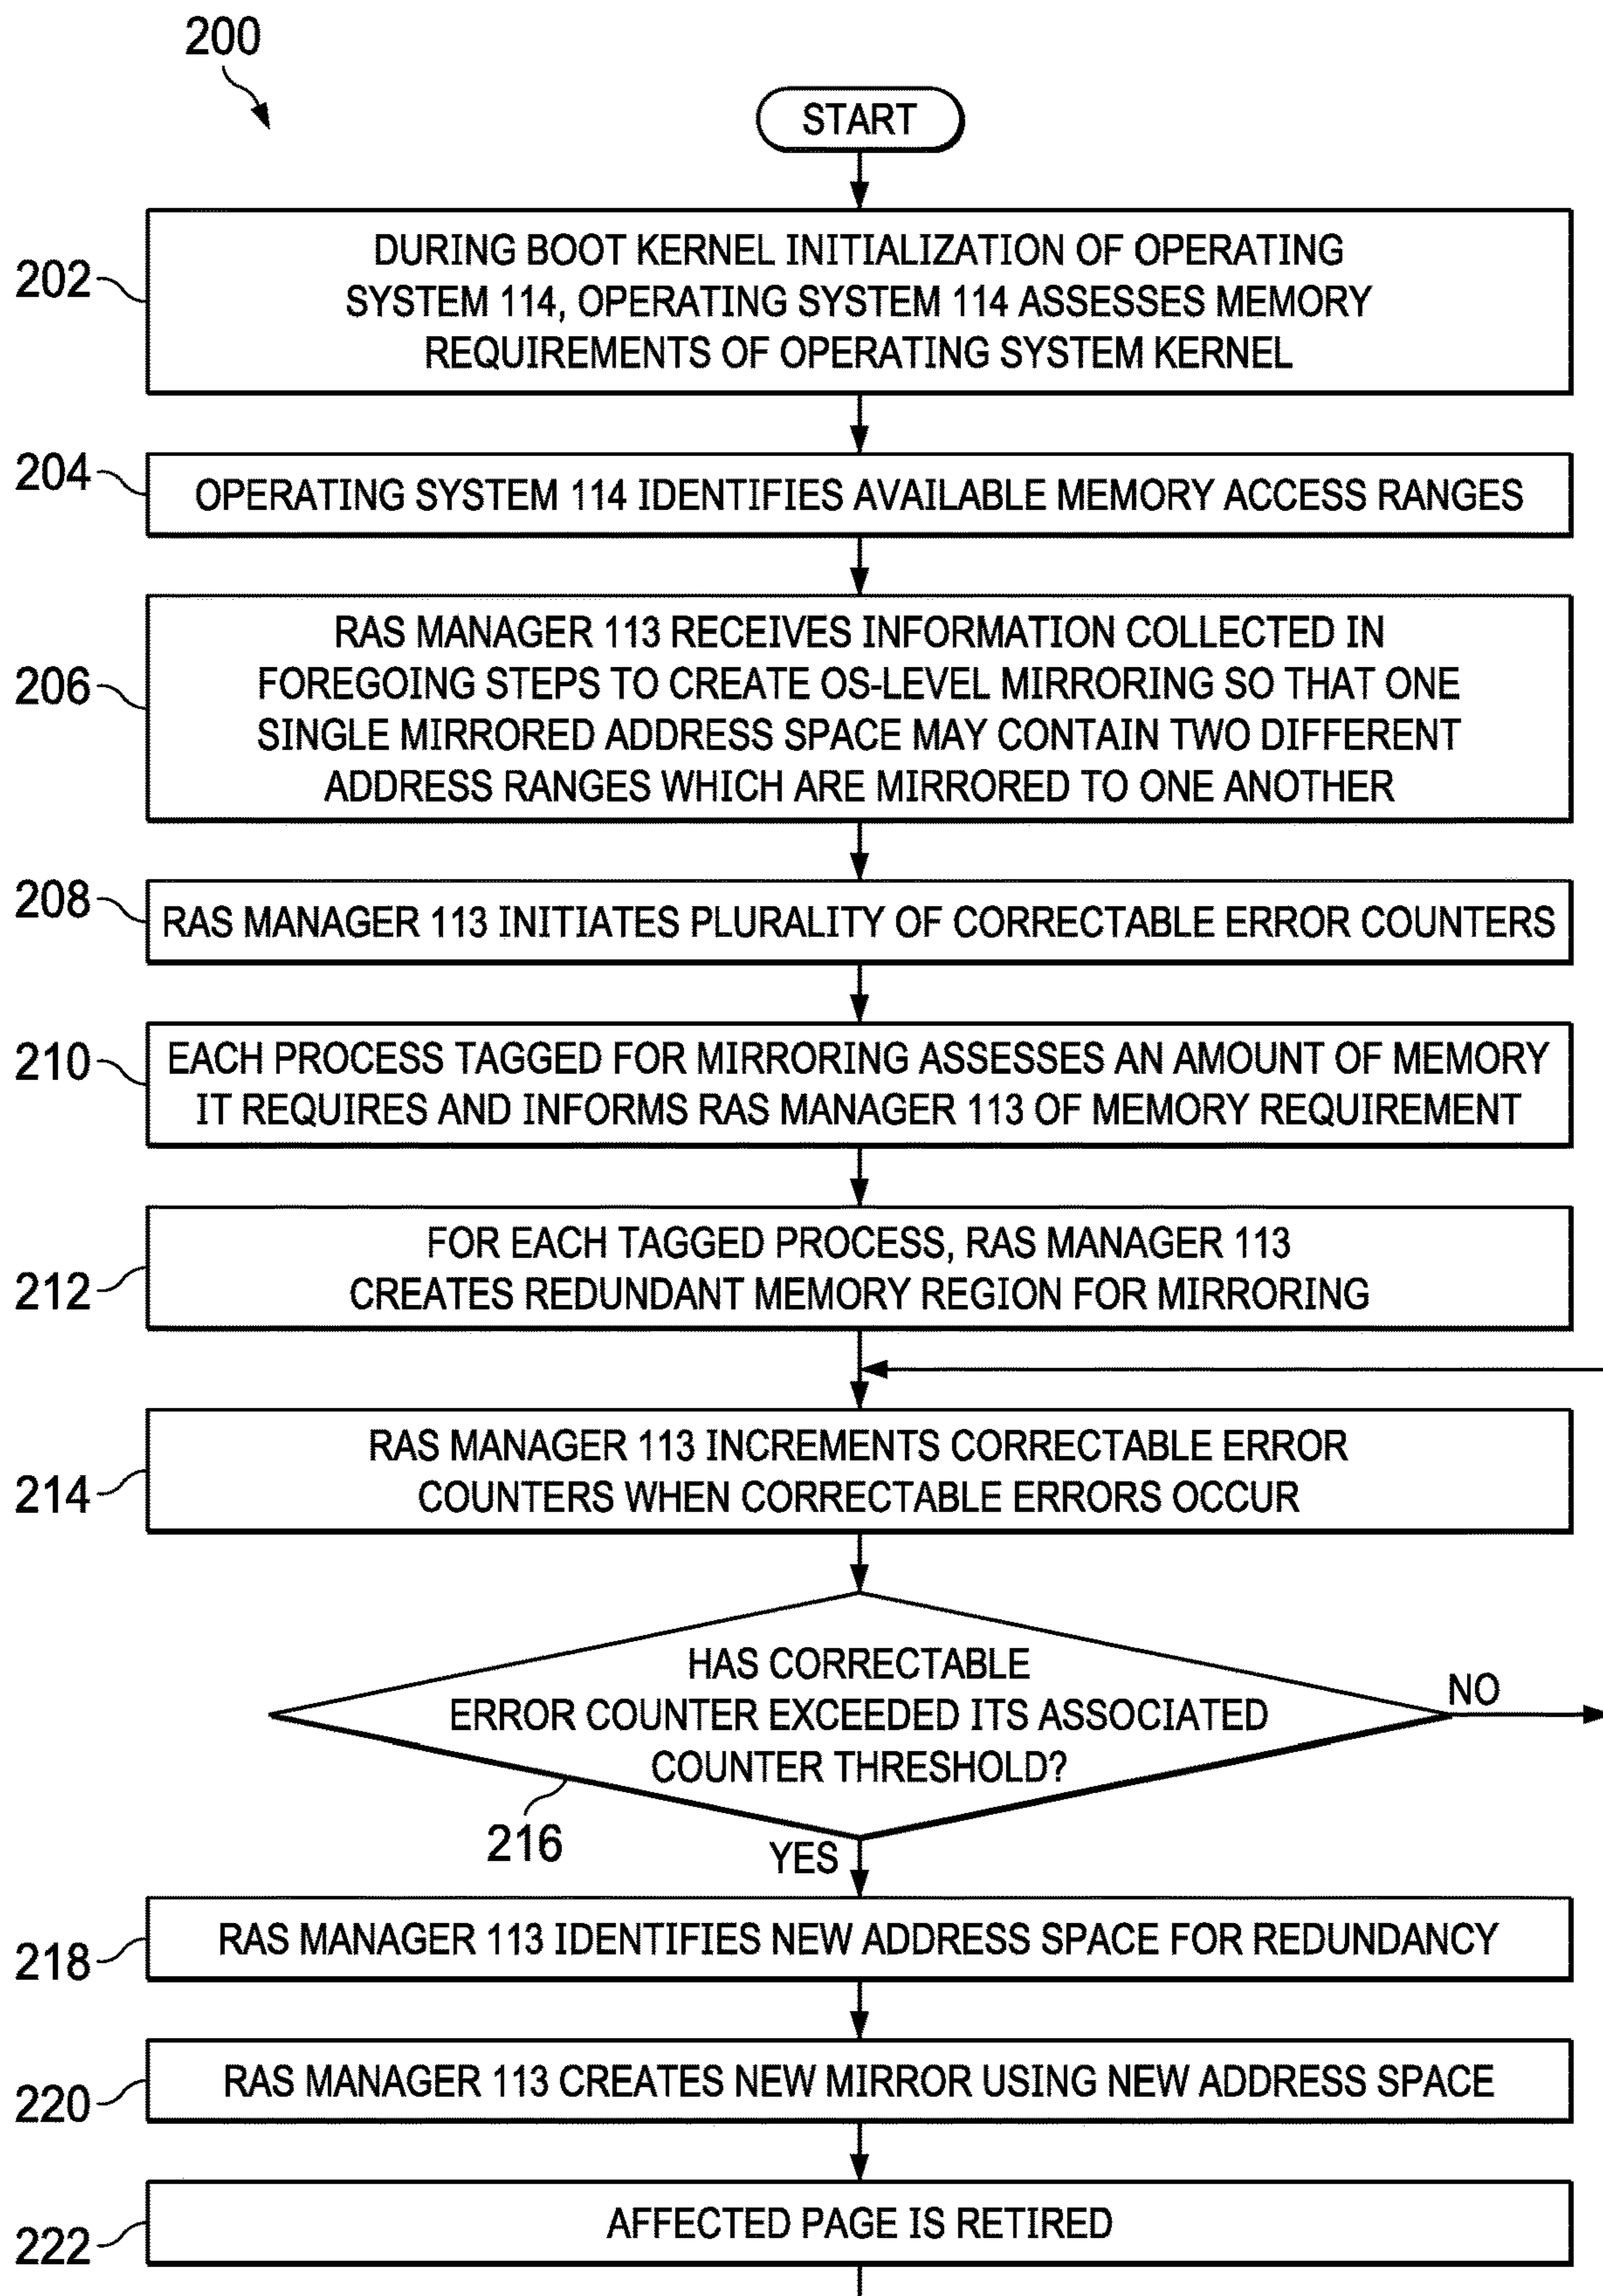 200
START
202
DURING BOOT KERNEL INITIALIZATION OF OPERATING
SYSTEM 114, OPERATING SYSTEM 114 ASSESSES MEMORY
REQUIREMENTS OF OPERATING SYSTEM KERNEL
204
OPERATING SYSTEM 114 IDENTIFIES AVAILABLE MEMORY ACCESS RANGES
206
RAS MANAGER 113 RECEIVES INFORMATION COLLECTED IN
FOREGOING STEPS TO CREATE OS-LEVEL MIRRORING SO THAT ONE
SINGLE MIRRORED ADDRESS SPACE MAY CONTAIN TWO DIFFERENT
ADDRESS RANGES WHICH ARE MIRRORED TO ONE ANOTHER
208
RAS MANAGER 113 INITIATES PLURALITY OF CORRECTABLE ERROR COUNTERS
210
EACH PROCESS TAGGED FOR MIRRORING ASSESSES AN AMOUNT OF MEMORY
IT REQUIRES AND INFORMS RAS MANAGER 113 OF MEMORY REQUIREMENT
212
FOR EACH TAGGED PROCESS, RAS MANAGER 113
CREATES REDUNDANT MEMORY REGION FOR MIRRORING
214
RAS MANAGER 113 INCREMENTS CORRECTABLE ERROR
COUNTERS WHEN CORRECTABLE ERRORS OCCUR
HAS CORRECTABLE
ERROR COUNTER EXCEEDED ITS ASSOCIATED
COUNTER THRESHOLD?
NO
216
YES
218
RAS MANAGER 113 IDENTIFIES NEW ADDRESS SPACE FOR REDUNDANCY
220
RAS MANAGER 113 CREATES NEW MIRROR USING NEW ADDRESS SPACE
222
AFFECTED PAGE IS RETIRED